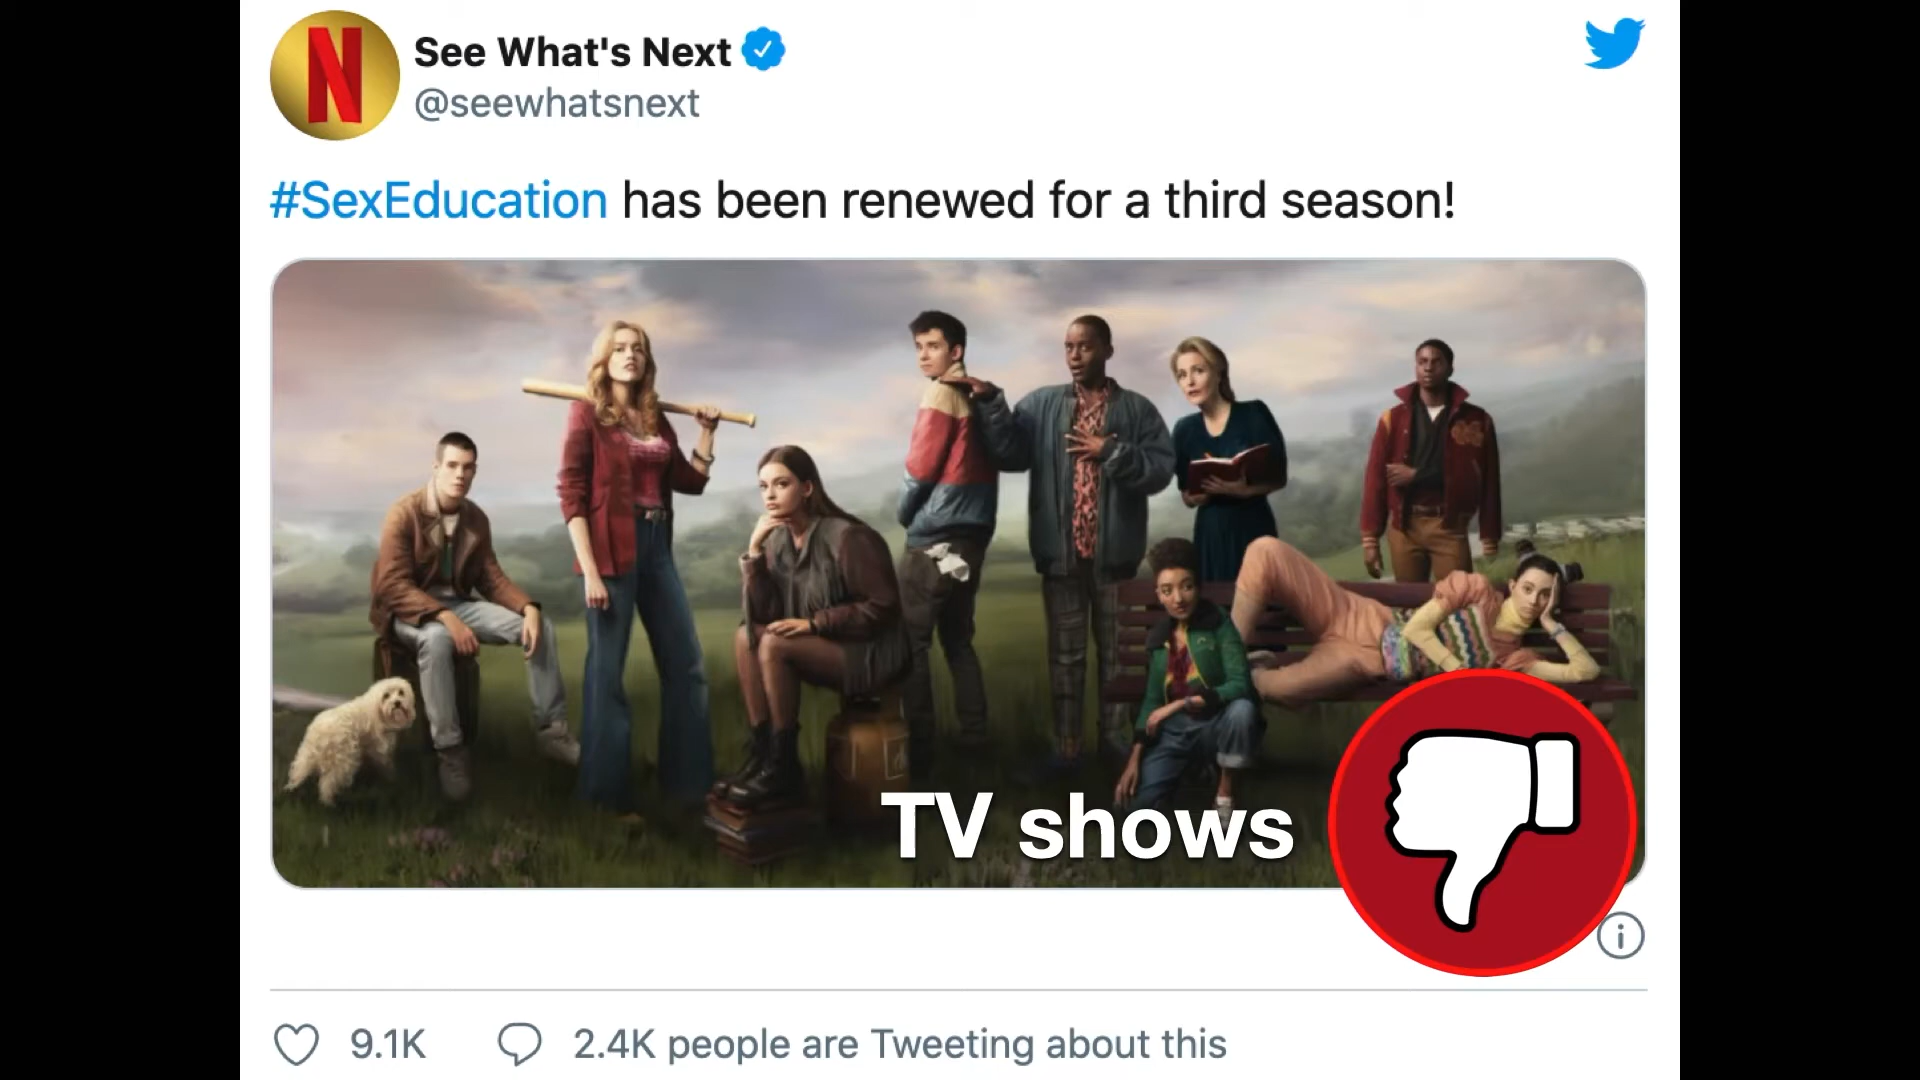 N
See What's Next
@seewhatsnext
#SexEducation has been renewed for a third season!
TV shows
i
9.1K 2.4K people are Tweeting about this